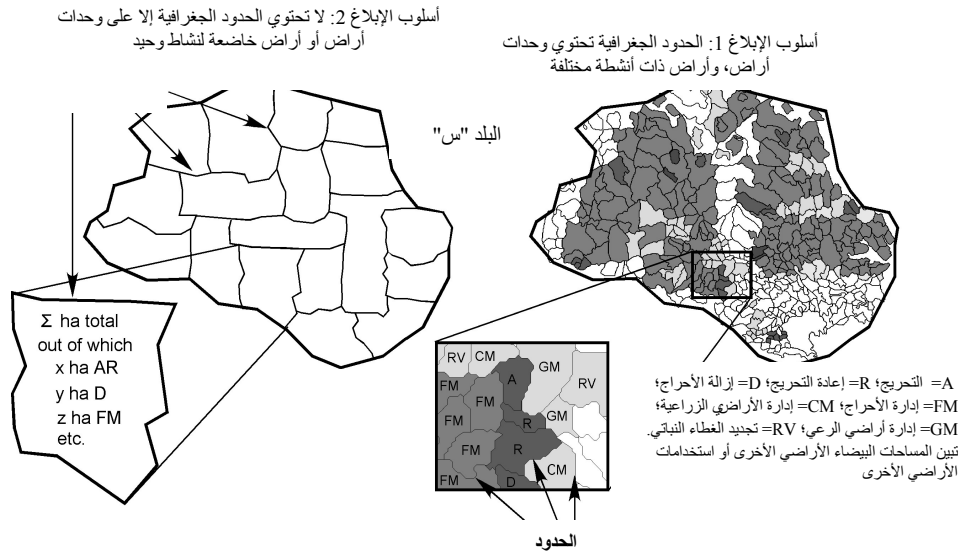 أسلوب الإبلاغ 1: الحدود الجغرافية تحتوي وحدات
أراض، وأراض ذات أنشطة مختلفة
أسلوب الإبلاغ 2: لا تحتوي الحدود الجغرافية إلا على وحدات
أراض أو أراض خاضعة لنشاط وحيد
البلد "س"
Σ ha total
out of which
x ha AR
y ha D
z ha FM
etc.
RV CM GM
FM A RV
FM
FM GM
R
FM R
CM
FM D
الحدود
A= التحريج؛ R= إعادة التحريج؛ D= إزالة الأحراج؛
FM= إدارة الأحراج؛ CM= إدارة الأراضي الزراعية؛
GM= إدارة أراضي الرعي؛ RV= تجديد الغطاء النباتي.
تبين المساحات البيضاء الأراضي الأخرى أو استخدامات
الأراضي الأخرى